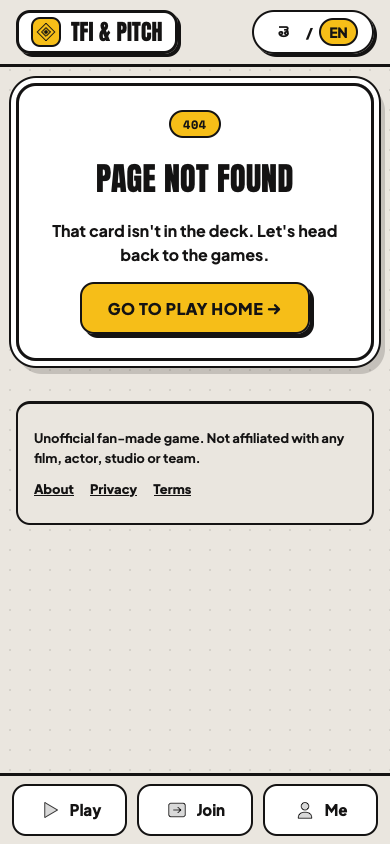 TFI & PITCH
తె / EN
404
PAGE NOT FOUND
That card isn't in the deck. Let's head
back to the games.
GO TO PLAY HOME →
Unofficial fan-made game. Not affiliated with any
film, actor, studio or team.
About Privacy Terms
Play Join Me